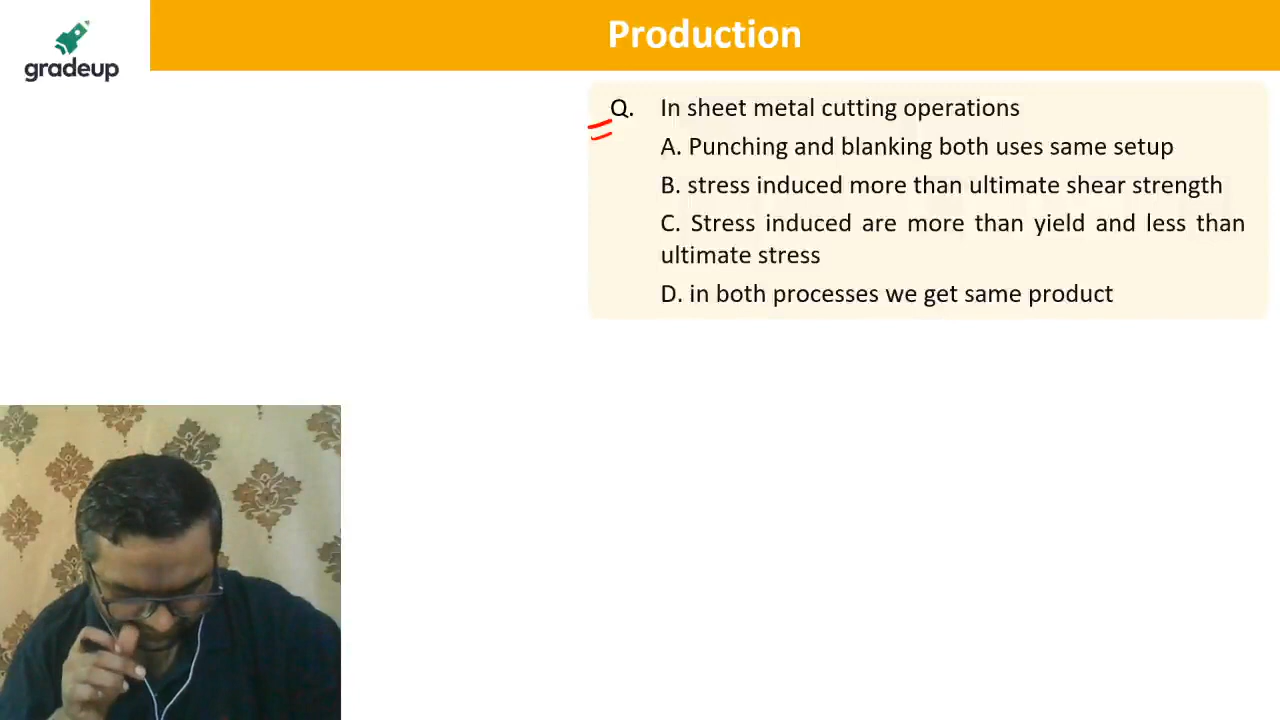 gradeup
Production
Q. In sheet metal cutting operations
A. Punching and blanking both uses same setup
B. stress induced more than ultimate shear strength
C. Stress induced are more than yield and less than
ultimate stress
D. in both processes we get same product